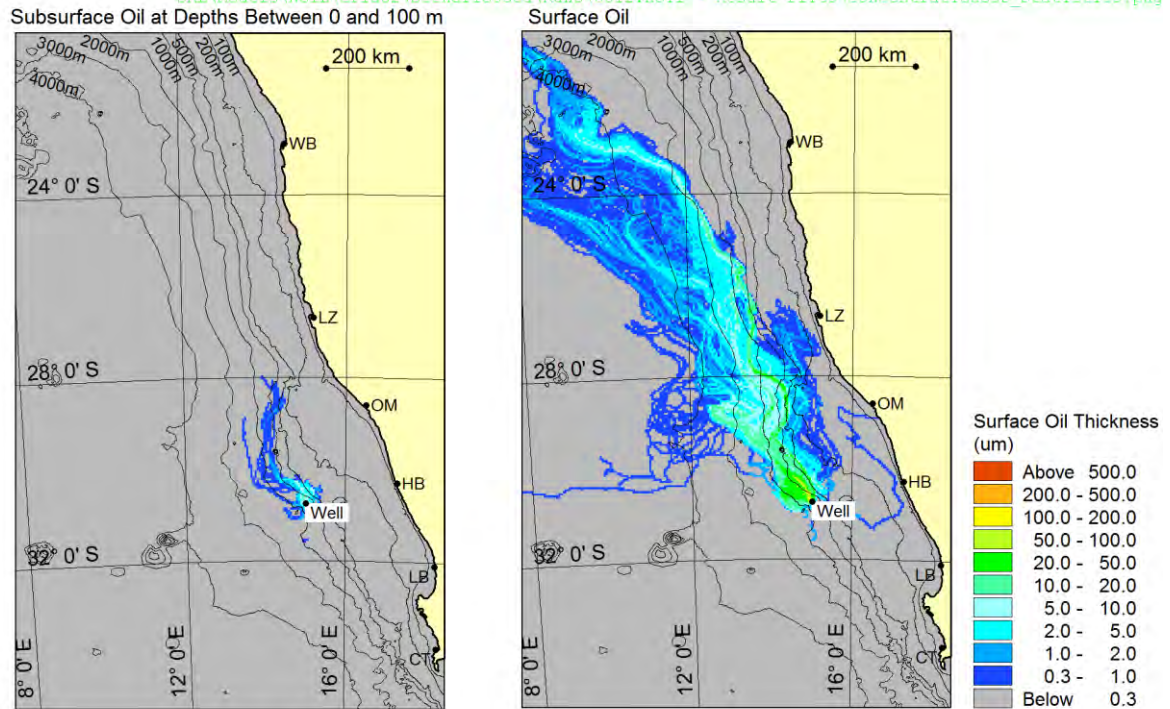 Subsurface Oil at Depths Between 0 and 100 m
200 km
3000m
2000m
4000m
1000m
500m
200m
100m
WB
24° 0' S
LZ
28° 0' S
OM
HB
Well
32° 0' S
LB
CT
8° 0' E
12° 0' E
16° 0' E
Surface Oil
200 km
3000m
2000m
4000m
1000m
500m
200m
100m
WB
24° 0' S
LZ
28° 0' S
OM
HB
Well
32° 0' S
LB
CT
8° 0' E
12° 0' E
16° 0' E
Surface Oil Thickness
(um)
Above 500.0
200.0 - 500.0
100.0 - 200.0
50.0 - 100.0
20.0 - 50.0
10.0 - 20.0
5.0 - 10.0
2.0 - 5.0
1.0 - 2.0
0.3 - 1.0
Below 0.3